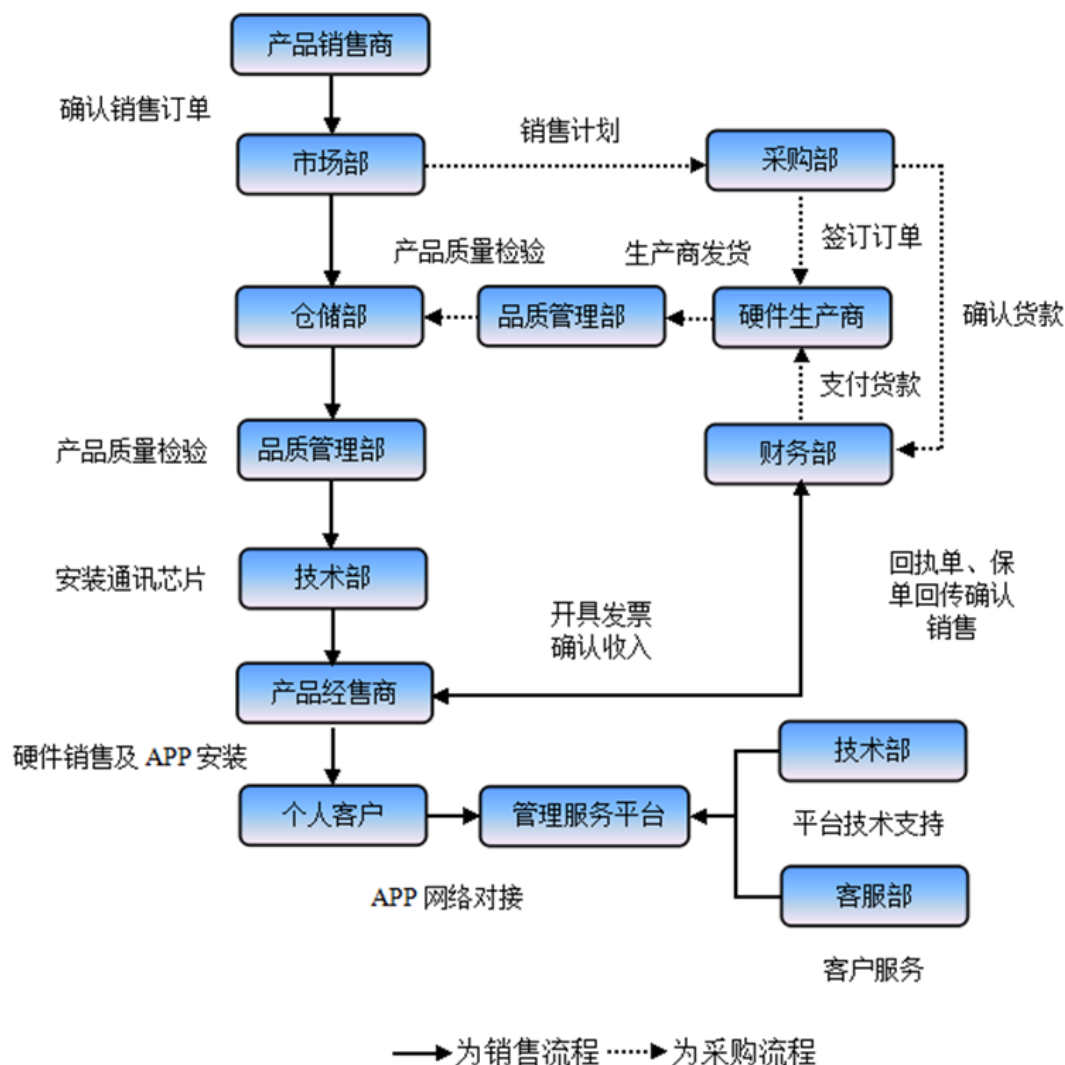 产品销售商
确认销售订单
市场部
销售计划
采购部
产品质量检验
生产商发货
签订订单
仓储部
品质管理部
硬件生产商
确认货款
支付货款
产品质量检验
品质管理部
财务部
安装通讯芯片
技术部
开具发票
确认收入
回执单、保
单回传确认
销售
产品经售商
硬件销售及 APP 安装
技术部
个人客户
管理服务平台
平台技术支持
APP 网络对接
客服部
客户服务
为销售流程
为采购流程